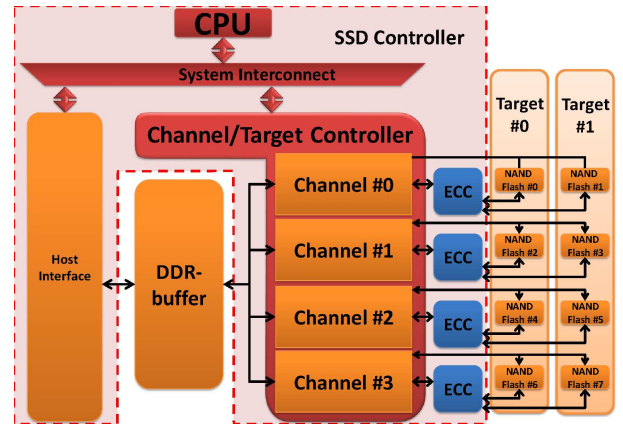 CPU
SSD Controller
System Interconnect
Channel/Target Controller
Target
#0
Target
#1
Channel #0
ECC
NAND
Flash #0
NAND
Flash #1
Channel #1
ECC
NAND
Flash #2
NAND
Flash #3
Host
Interface
DDR-
buffer
Channel #2
ECC
NAND
Flash #4
NAND
Flash #5
Channel #3
ECC
NAND
Flash #6
NAND
Flash #7